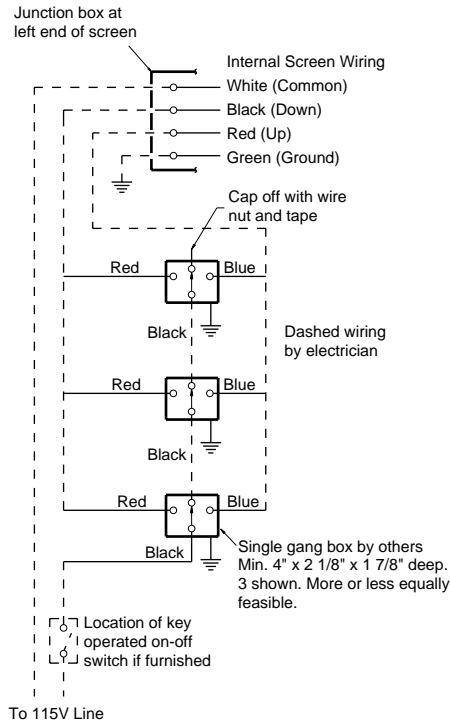 Junction box at
left end of screen
Internal Screen Wiring
White (Common)
Black (Down)
Red (Up)
Green (Ground)
Cap off with wire
nut and tape
Red
Blue
Black
Dashed wiring
by electrician
Red
Blue
Black
Red
Blue
Black
Single gang box by others
Min. 4" x 2 1/8" x 1 7/8" deep.
3 shown. More or less equally
feasible.
Location of key
operated on-off
switch if furnished
To 115V Line